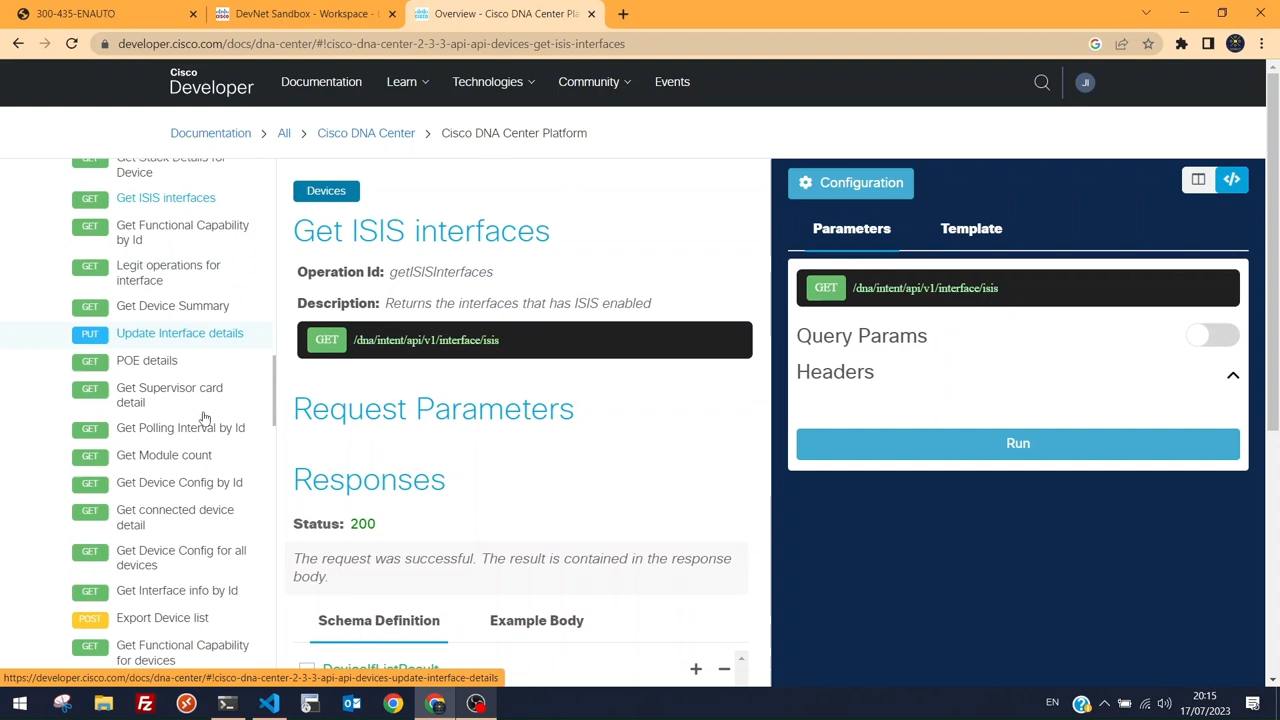 300-435-ENAUTO
DevNet Sandbox - Workspace -
Overview - Cisco DNA Center Pla
developer.cisco.com/docs/dna-center/#!cisco-dna-center-2-3-3-api-api-devices-get-isis-interfaces
Cisco
Developer
Documentation
Learn
Technologies
Community
Events
JI
Documentation
All
Cisco DNA Center
Cisco DNA Center Platform
GET Get Stack Details for
Device
GET Get ISIS interfaces
GET Get Functional Capability
by Id
GET Legit operations for
interface
GET Get Device Summary
PUT Update Interface details
GET POE details
GET Get Supervisor card
detail
GET Get Polling Interval by Id
GET Get Module count
GET Get Device Config by Id
GET Get connected device
detail
GET Get Device Config for all
devices
GET Get Interface info by Id
POST Export Device list
GET Get Functional Capability
for devices
Devices
Get ISIS interfaces
Operation Id: getISISInterfaces
Description: Returns the interfaces that has ISIS enabled
GET /dna/intent/api/v1/interface/isis
Request Parameters
Responses
Status: 200
The request was successful. The result is contained in the response
body.
Schema Definition
Example Body
DeviceIfListResult
+ −
Configuration
</>
Parameters
Template
GET /dna/intent/api/v1/interface/isis
Query Params
Headers
Run
https://developer.cisco.com/docs/dna-center/#!cisco-dna-center-2-3-3-api-api-devices-update-interface-details
EN
20:15
17/07/2023